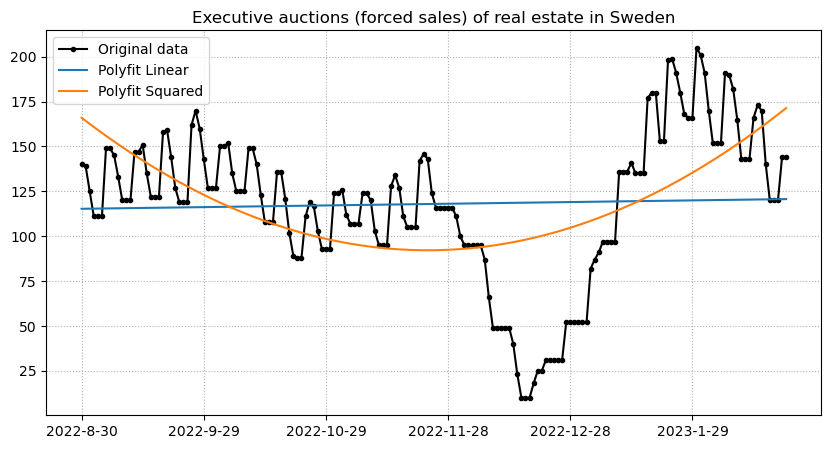 Executive auctions (forced sales) of real estate in Sweden
Original data
Polyfit Linear
Polyfit Squared
200
175
150
125
100
75
50
25
2022-8-30 2022-9-29 2022-10-29 2022-11-28 2022-12-28 2023-1-29